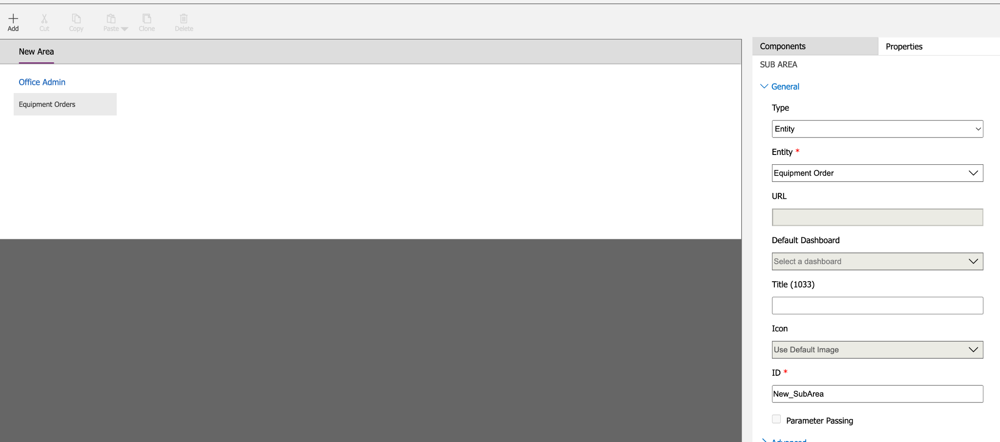 Add Cut Copy Paste Clone Delete
New Area
Office Admin
Equipment Orders
Components Properties
SUB AREA
General
Type
Entity
Entity *
Equipment Order
URL
Default Dashboard
Select a dashboard
Title (1033)
Icon
Use Default Image
ID *
New_SubArea
Parameter Passing
Advanced